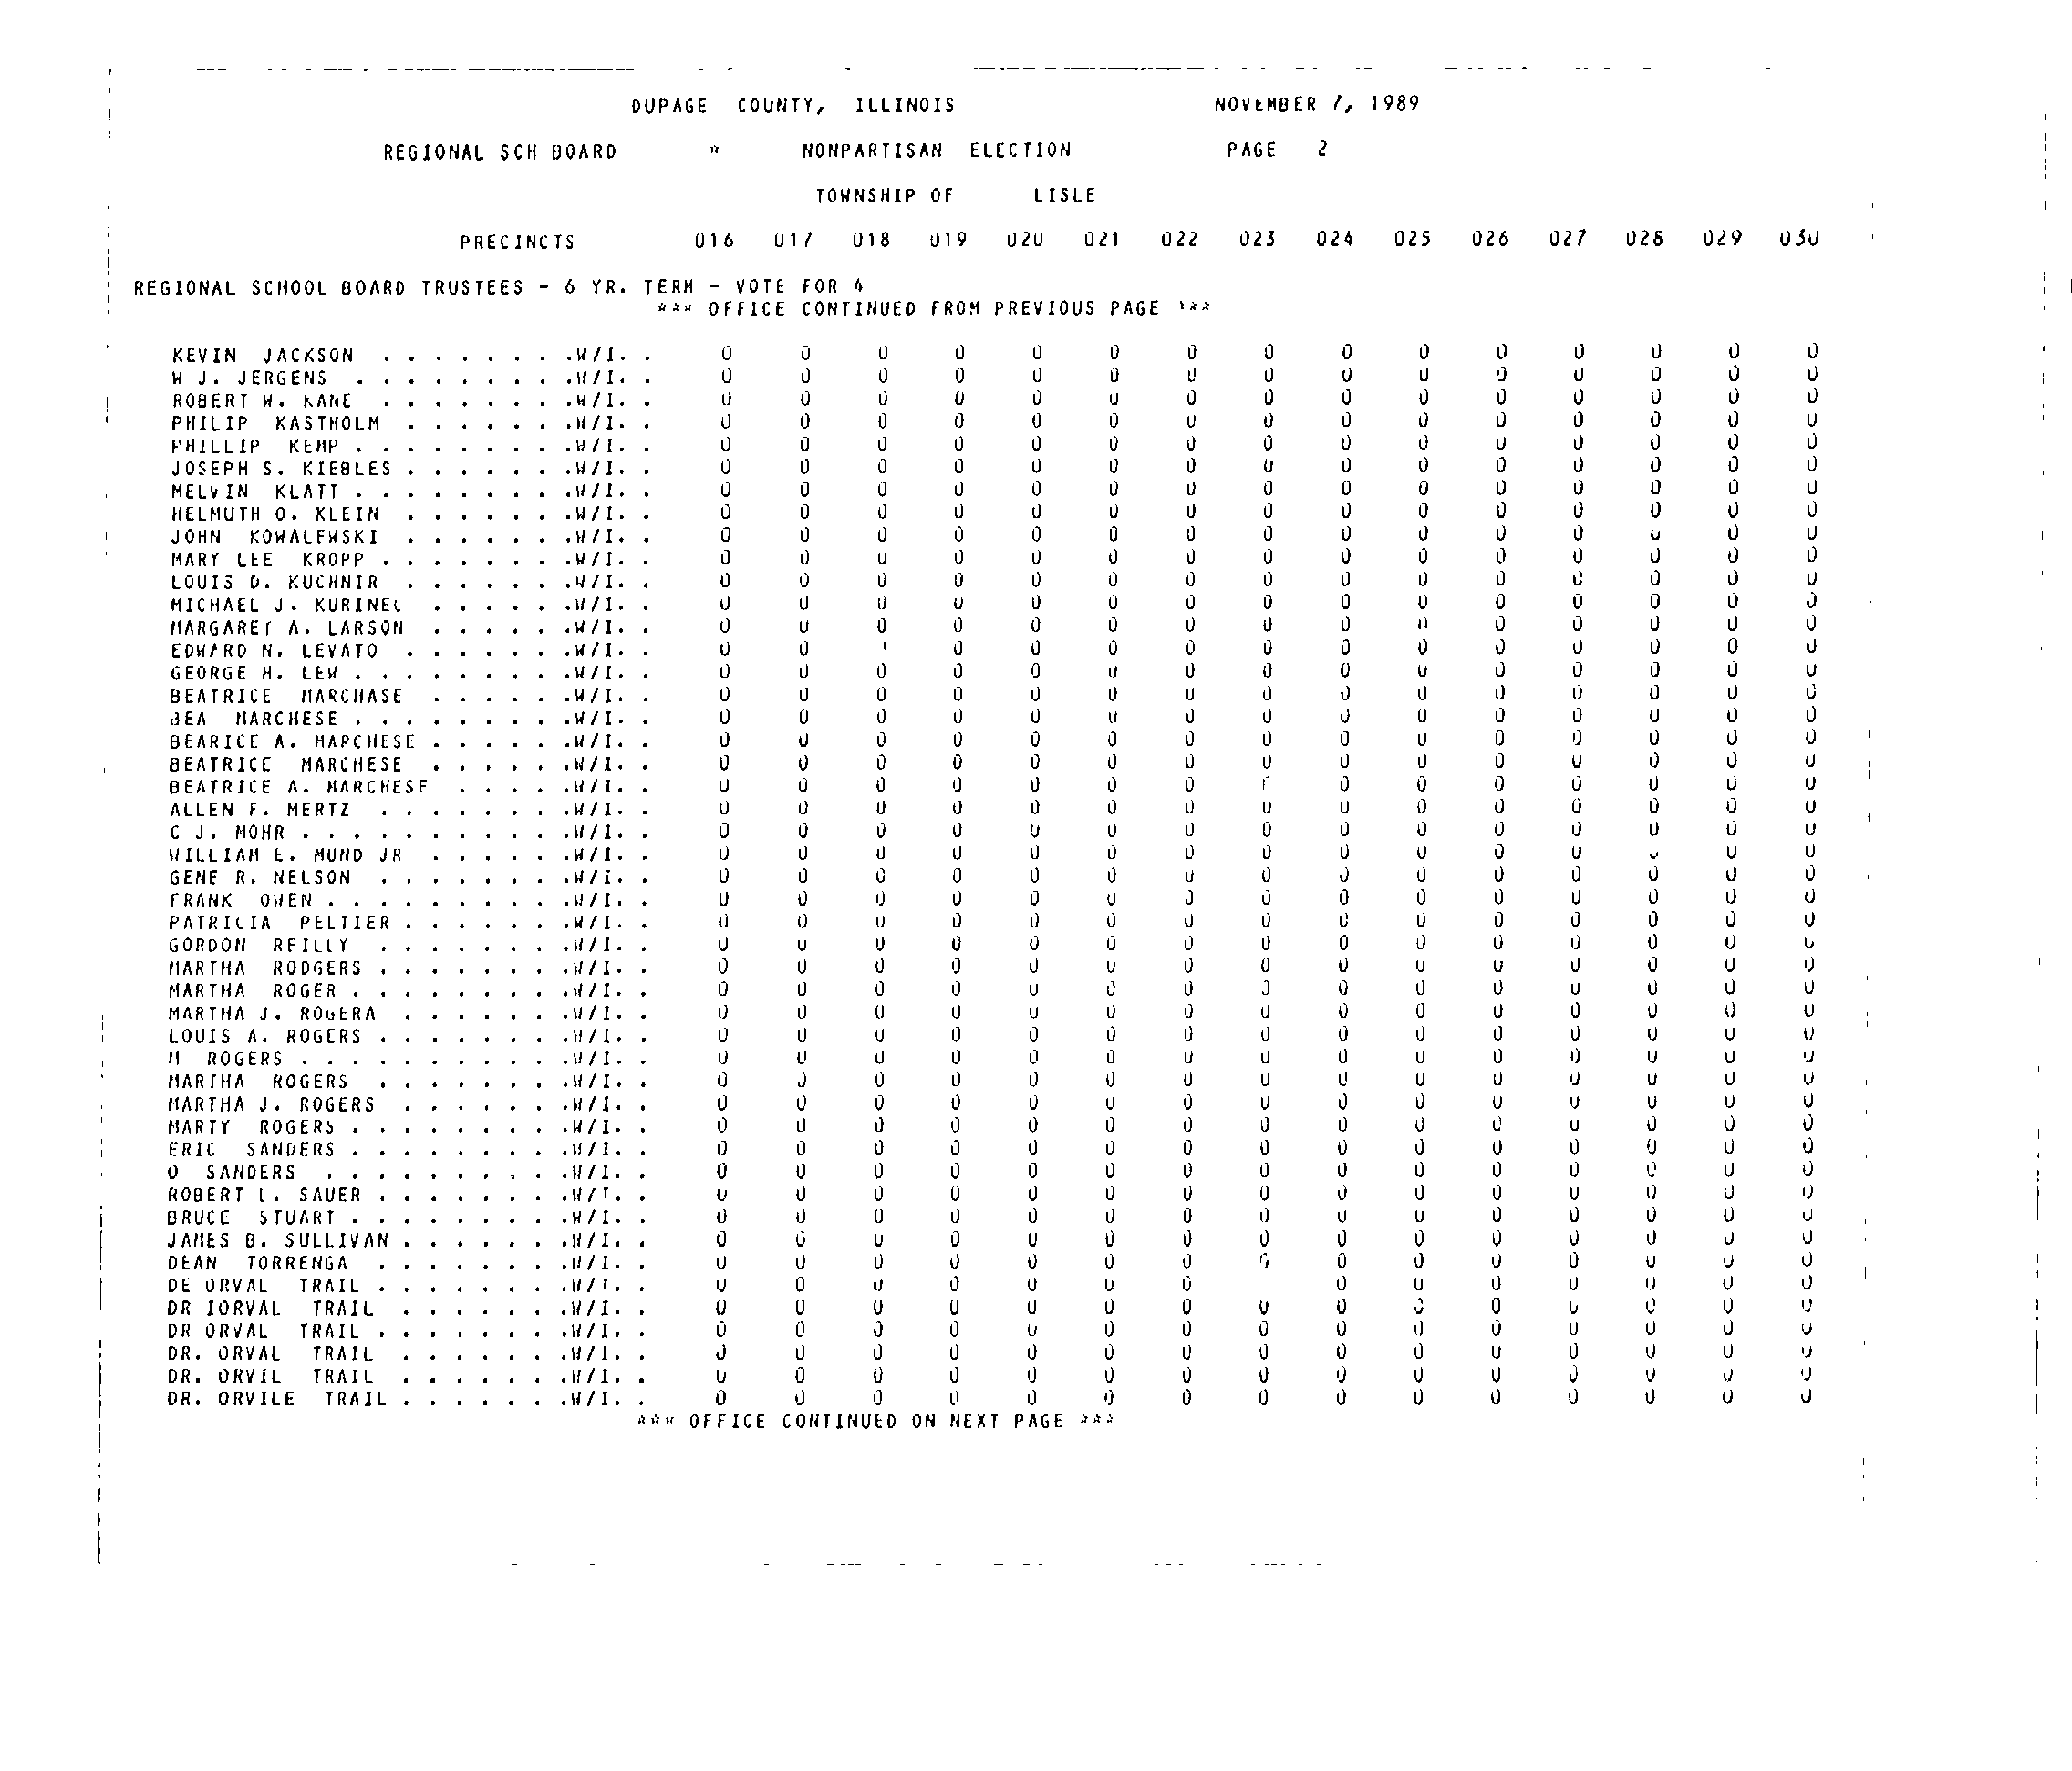 DUPAGE COUNTY, ILLINOIS NOVEMBER 7, 1989
REGIONAL SCH BOARD * NONPARTISAN ELECTION PAGE 2
TOWNSHIP OF LISLE
PRECINCTS 016 017 018 019 020 021 022 023 024 025 026 027 028 029 030
REGIONAL SCHOOL BOARD TRUSTEES - 6 YR. TERM - VOTE FOR 4
*** OFFICE CONTINUED FROM PREVIOUS PAGE ***
KEVIN JACKSON . . . . . . . .W/I. . 0 0 0 0 0 0 0 0 0 0 0 0 0 0 0
W J. JERGENS . . . . . . . . .W/I. . 0 0 0 0 0 0 0 0 0 0 0 0 0 0 0
ROBERT W. KANE . . . . . . . .W/I. . 0 0 0 0 0 0 0 0 0 0 0 0 0 0 0
PHILIP KASTHOLM . . . . . . .W/I. . 0 0 0 0 0 0 0 0 0 0 0 0 0 0 0
PHILLIP KEMP . . . . . . . . .W/I. . 0 0 0 0 0 0 0 0 0 0 0 0 0 0 0
JOSEPH S. KIEBLES . . . . . . .W/I. . 0 0 0 0 0 0 0 0 0 0 0 0 0 0 0
MELVIN KLATT . . . . . . . . .W/I. . 0 0 0 0 0 0 0 0 0 0 0 0 0 0 0
HELMUTH O. KLEIN . . . . . . .W/I. . 0 0 0 0 0 0 0 0 0 0 0 0 0 0 0
JOHN KOWALEWSKI . . . . . . .W/I. . 0 0 0 0 0 0 0 0 0 0 0 0 0 0 0
MARY LEE KROPP . . . . . . . .W/I. . 0 0 0 0 0 0 0 0 0 0 0 0 0 0 0
LOUIS D. KUCHNIR . . . . . . .W/I. . 0 0 0 0 0 0 0 0 0 0 0 0 0 0 0
MICHAEL J. . . . . . .W/I. . 0 0 0 0 0 0 0 0 0 0 0 0 0 0 0
MARGARET A. LARSON . . . . . .W/I. . 0 0 0 0 0 0 0 0 0 0 0 0 0 0 0
EDWARD N. LEVATO . . . . . . .W/I. . 0 0 0 0 0 0 0 0 0 0 0 0 0 0
GEORGE H. LEW . . . . . . . . .W/I. . 0 0 0 0 0 0 0 0 0 0 0 0 0 0 0
BEATRICE MARCHASE . . . . . .W/I. . 0 0 0 0 0 0 0 0 0 0 0 0 0 0 0
BEA MARCHESE . . . . . . . . .W/I. . 0 0 0 0 0 0 0 0 0 0 0 0 0 0 0
BEARICE A. MARCHESE . . . . . .W/I. . 0 0 0 0 0 0 0 0 0 0 0 0 0 0 0
BEATRICE MARCHESE . . . . . .W/I. . 0 0 0 0 0 0 0 0 0 0 0 0 0 0 0
BEATRICE A. MARCHESE . . . . .W/I. . 0 0 0 0 0 0 0 0 0 0 0 0 0 0
ALLEN F. MERTZ . . . . . . . .W/I. . 0 0 0 0 0 0 0 0 0 0 0 0 0 0 0
C J. MOHR . . . . . . . . . . .W/I. . 0 0 0 0 0 0 0 0 0 0 0 0 0 0 0
WILLIAM E. MUND JR . . . . . .W/I. . 0 0 0 0 0 0 0 0 0 0 0 0 0 0
GENE R. NELSON . . . . . . . .W/I. . 0 0 0 0 0 0 0 0 0 0 0 0 0 0 0
FRANK OWEN . . . . . . . . . .W/I. . 0 0 0 0 0 0 0 0 0 0 0 0 0 0 0
PATRICIA PELTIER . . . . . . .W/I. . 0 0 0 0 0 0 0 0 0 0 0 0 0 0 0
GORDON REILLY . . . . . . . .W/I. . 0 0 0 0 0 0 0 0 0 0 0 0 0 0 0
MARTHA RODGERS . . . . . . . .W/I. . 0 0 0 0 0 0 0 0 0 0 0 0 0 0 0
MARTHA ROGER . . . . . . . . .W/I. . 0 0 0 0 0 0 0 0 0 0 0 0 0 0 0
MARTHA J. ROGERA . . . . . . .W/I. . 0 0 0 0 0 0 0 0 0 0 0 0 0 0 0
LOUIS A. ROGERS . . . . . . . .W/I. . 0 0 0 0 0 0 0 0 0 0 0 0 0 0 0
M ROGERS . . . . . . . . . . .W/I. . 0 0 0 0 0 0 0 0 0 0 0 0 0 0 0
MARTHA ROGERS . . . . . . . .W/I. . 0 0 0 0 0 0 0 0 0 0 0 0 0 0 0
MARTHA J. ROGERS . . . . . . .W/I. . 0 0 0 0 0 0 0 0 0 0 0 0 0 0 0
MARTY ROGERS . . . . . . . . .W/I. . 0 0 0 0 0 0 0 0 0 0 0 0 0 0 0
ERIC SANDERS . . . . . . . . .W/I. . 0 0 0 0 0 0 0 0 0 0 0 0 0 0 0
O SANDERS . . . . . . . . . .W/I. . 0 0 0 0 0 0 0 0 0 0 0 0 0 0 0
ROBERT L. SAUER . . . . . . . .W/I. . 0 0 0 0 0 0 0 0 0 0 0 0 0 0 0
BRUCE STUART . . . . . . . . .W/I. . 0 0 0 0 0 0 0 0 0 0 0 0 0 0 0
JAMES B. SULLIVAN . . . . . . .W/I. . 0 0 0 0 0 0 0 0 0 0 0 0 0 0 0
DEAN TORRENGA . . . . . . . .W/I. . 0 0 0 0 0 0 0 0 0 0 0 0 0 0
DE ORVAL TRAIL . . . . . . . .W/I. . 0 0 0 0 0 0 0 0 0 0 0 0 0 0
DR IORVAL TRAIL . . . . . . .W/I. . 0 0 0 0 0 0 0 0 0 0 0 0 0 0 0
DR ORVAL TRAIL . . . . . . . .W/I. . 0 0 0 0 0 0 0 0 0 0 0 0 0 0 0
DR. ORVAL TRAIL . . . . . . .W/I. . 0 0 0 0 0 0 0 0 0 0 0 0 0 0 0
DR. ORVIL TRAIL . . . . . . .W/I. . 0 0 0 0 0 0 0 0 0 0 0 0 0 0 0
DR. ORVILE TRAIL . . . . . . .W/I. . 0 0 0 0 0 0 0 0 0 0 0 0 0 0 0
*** OFFICE CONTINUED ON NEXT PAGE ***